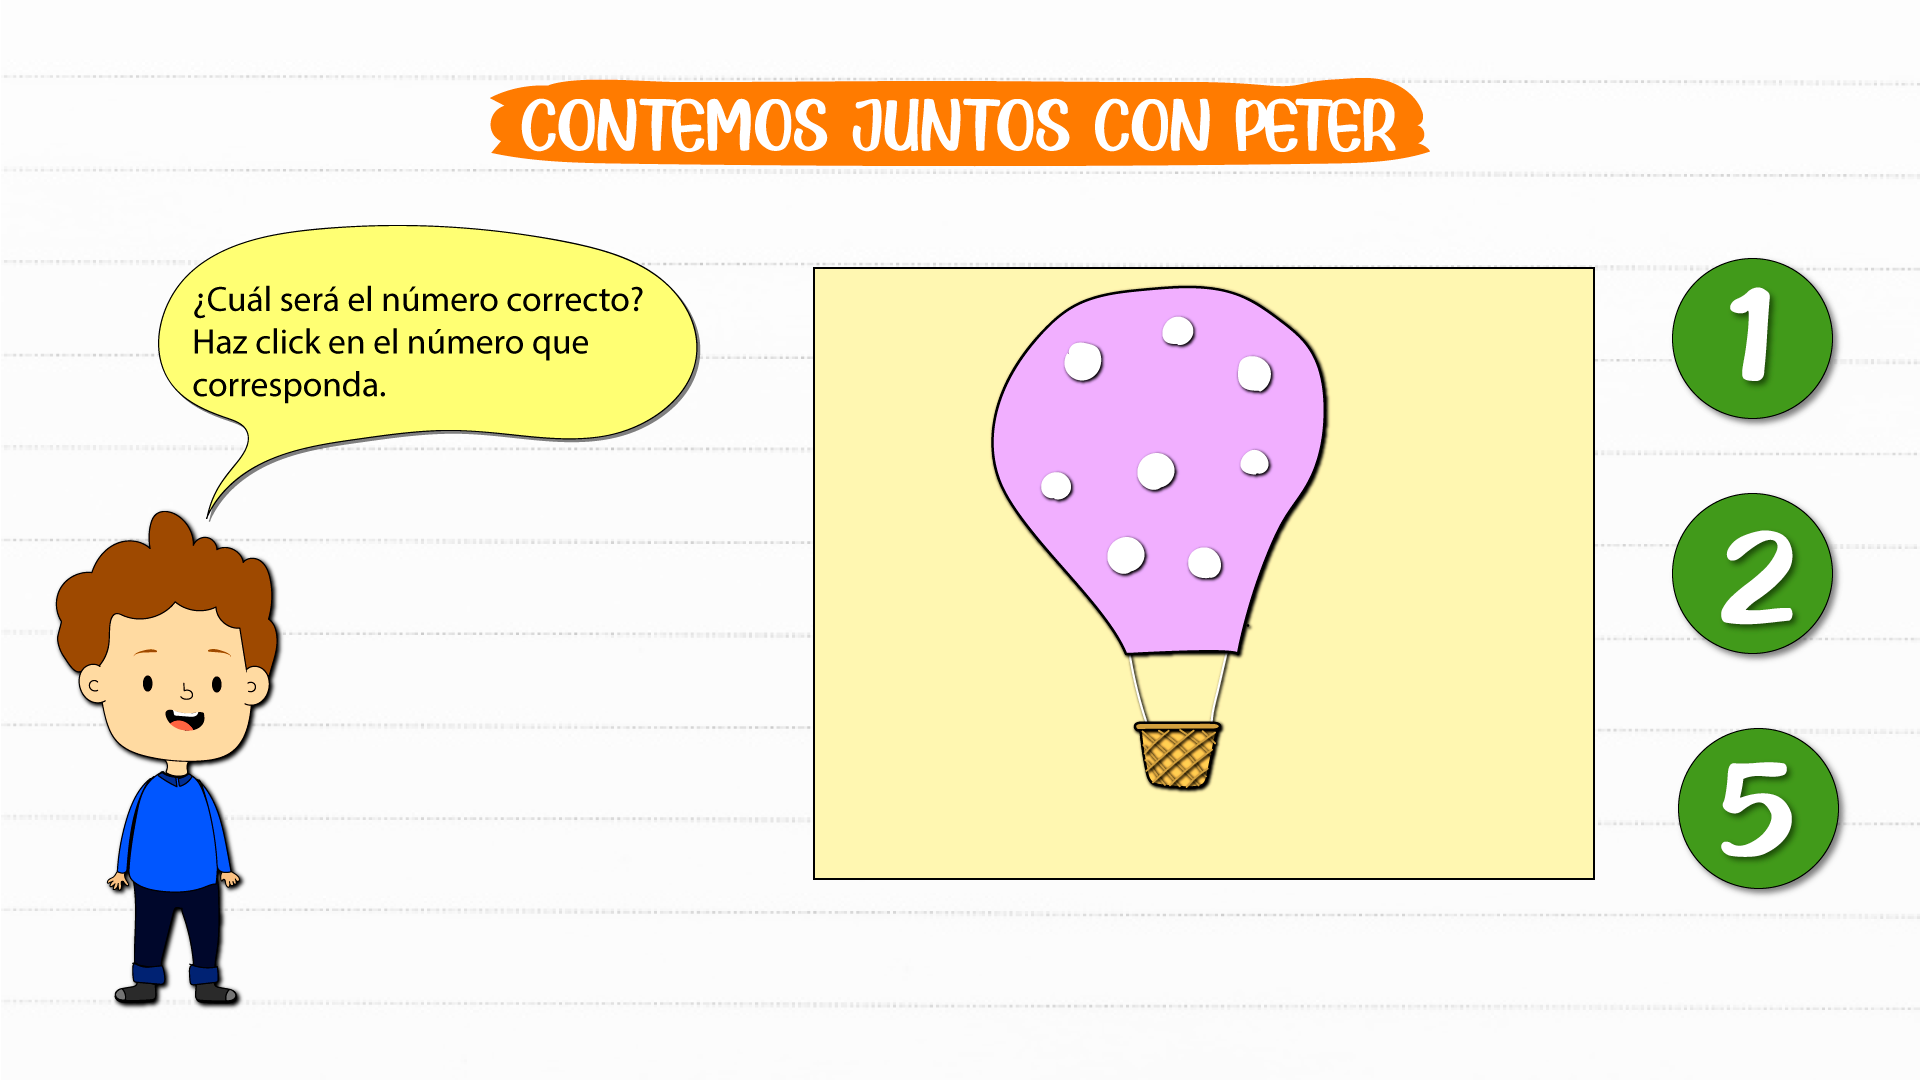 CONTEMOS JUNTOS CON PETER
¿Cuál será el número correcto?
Haz click en el número que
corresponda.
1
2
5